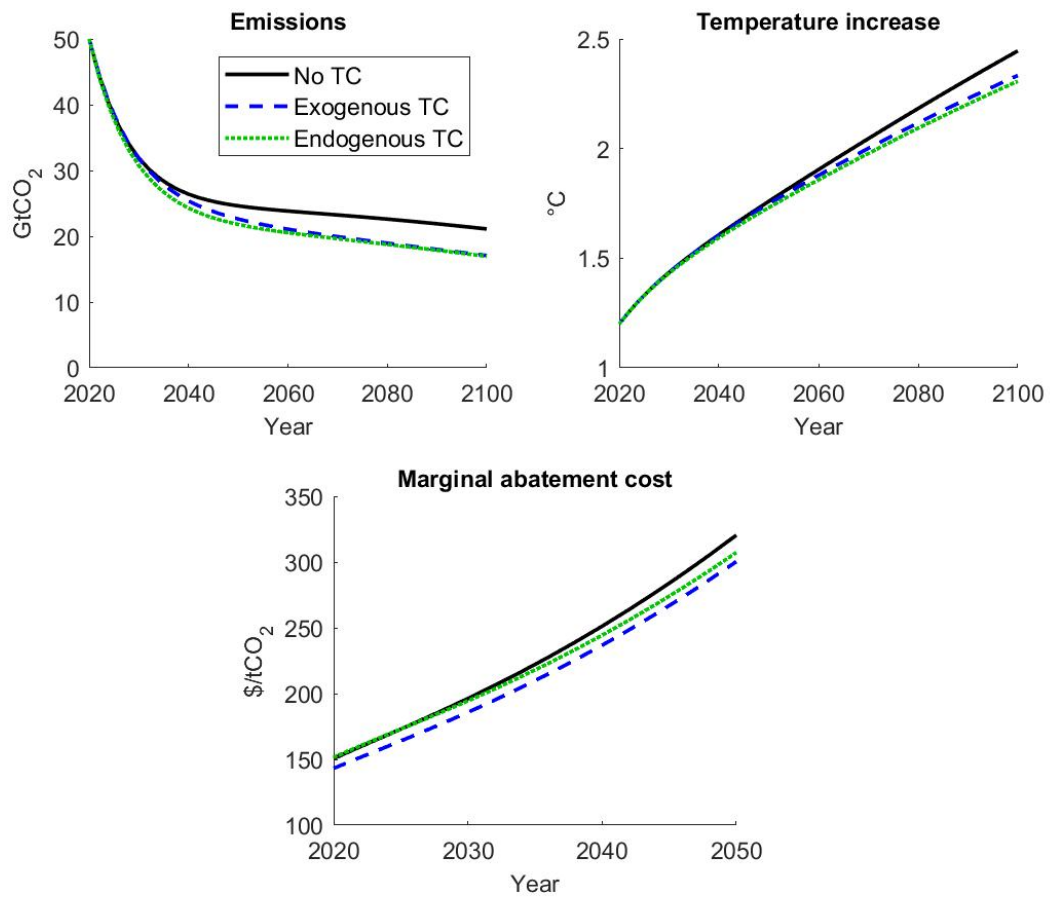 Emissions
50
40
30
20
10
0
GtCO2
No TC
Exogenous TC
Endogenous TC
2020 2040 2060 2080 2100
Year
Temperature increase
2.5
2
1.5
1
°C
2020 2040 2060 2080 2100
Year
Marginal abatement cost
350
300
250
200
150
100
$/tCO2
2020 2030 2040 2050
Year